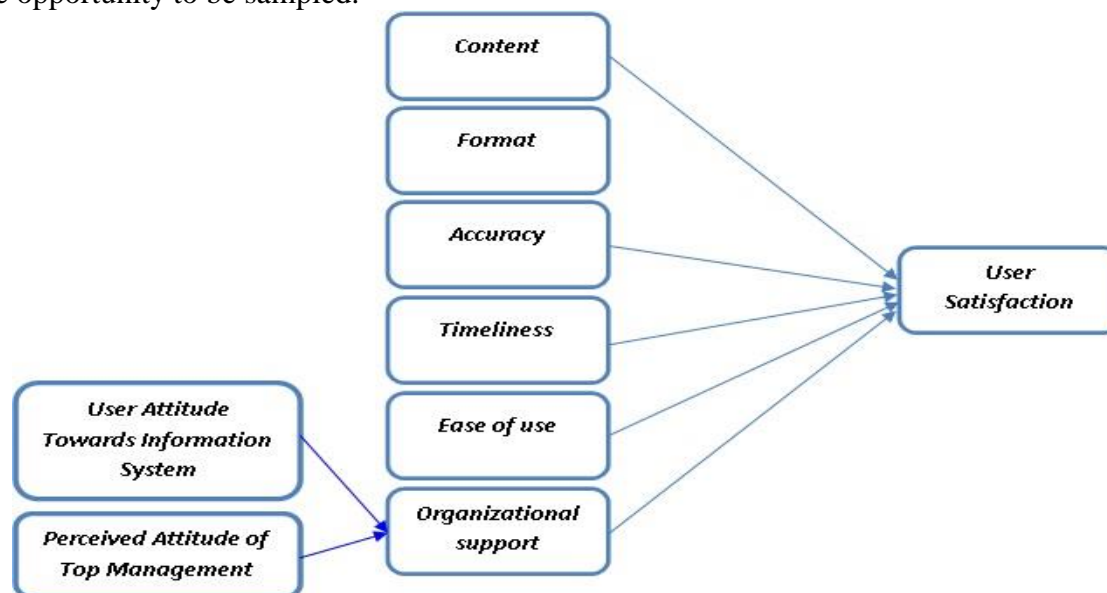 opportunity to be sampled.
Content
Format
Accuracy
Timeliness
Ease of use
Organizational
support
User Attitude
Towards Information
System
Perceived Attitude of
Top Management
User
Satisfaction